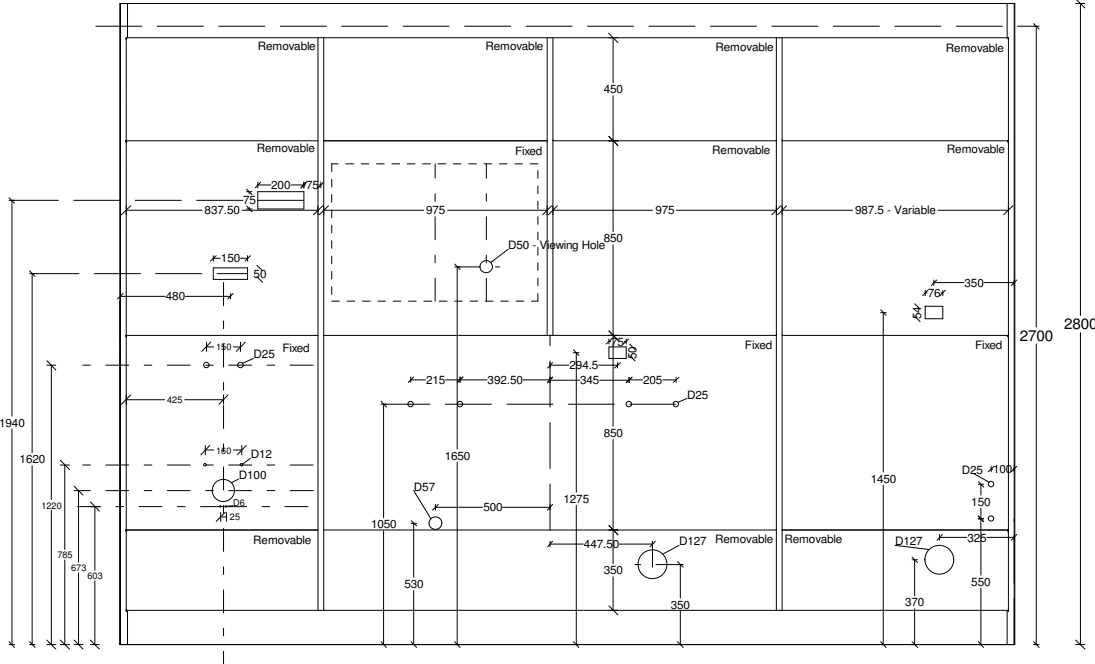 Removable
Removable
Removable
Removable
450
Removable
Fixed
Removable
Removable
200
75
75
837.50
975
975
987.5 - Variable
D50 - Viewing Hole
850
150
50
480
350
76
54
2700
2800
75
50
150
Fixed
D25
Fixed
Fixed
294.5
215
392.50
345
205
D25
425
1940
850
1620
160
D12
1650
D100
D25
100
1450
D57
1220
D6
1275
150
25
500
1050
Removable
447.50
D127
Removable
Removable
D127
325
785
673
603
530
350
350
370
550